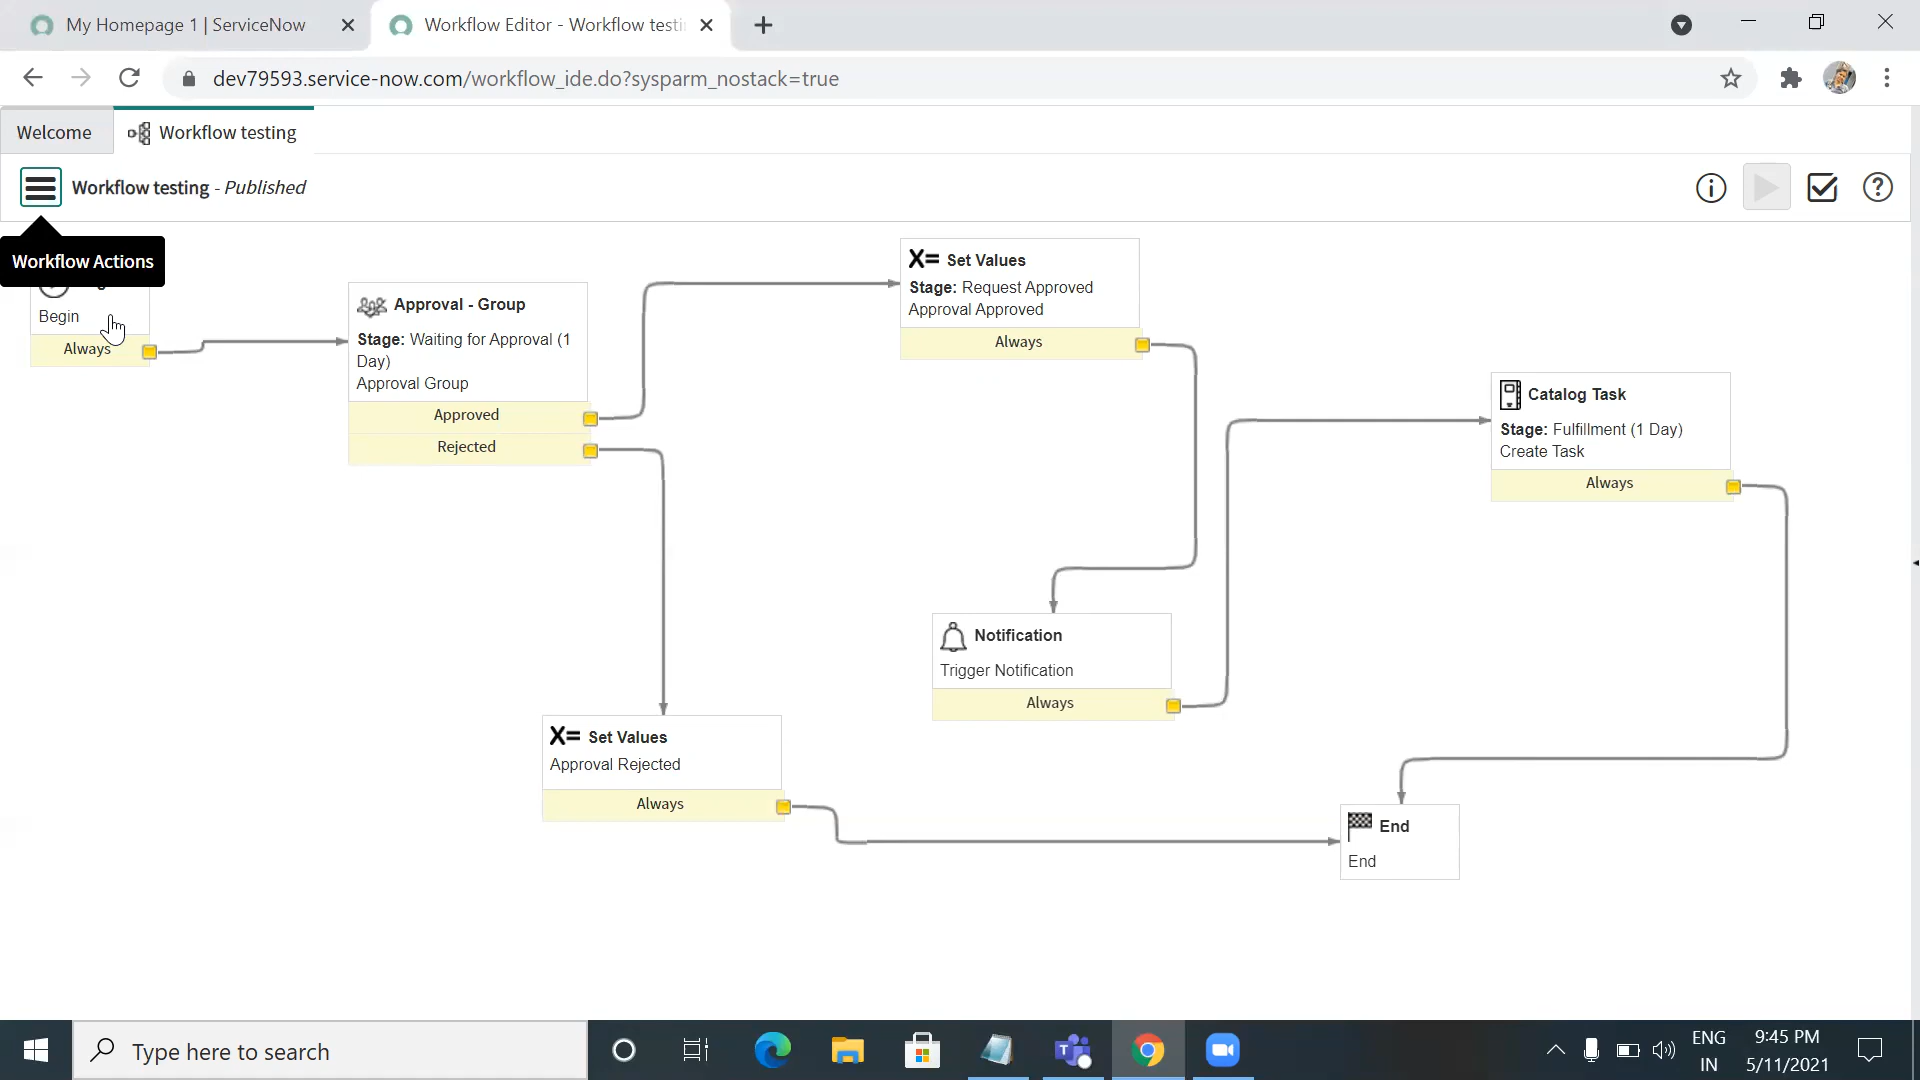 My Homepage 1 | ServiceNow
Workflow Editor - Workflow testi
dev79593.service-now.com/workflow_ide.do?sysparm_nostack=true
Welcome
Workflow testing
Workflow testing - Published
Workflow Actions
Begin
Always
Approval - Group
Stage: Waiting for Approval (1
Day)
Approval Group
Approved
Rejected
X= Set Values
Stage: Request Approved
Approval Approved
Always
Catalog Task
Stage: Fulfillment (1 Day)
Create Task
Always
Notification
Trigger Notification
Always
X= Set Values
Approval Rejected
Always
End
End
Type here to search
ENG
IN
9:45 PM
5/11/2021